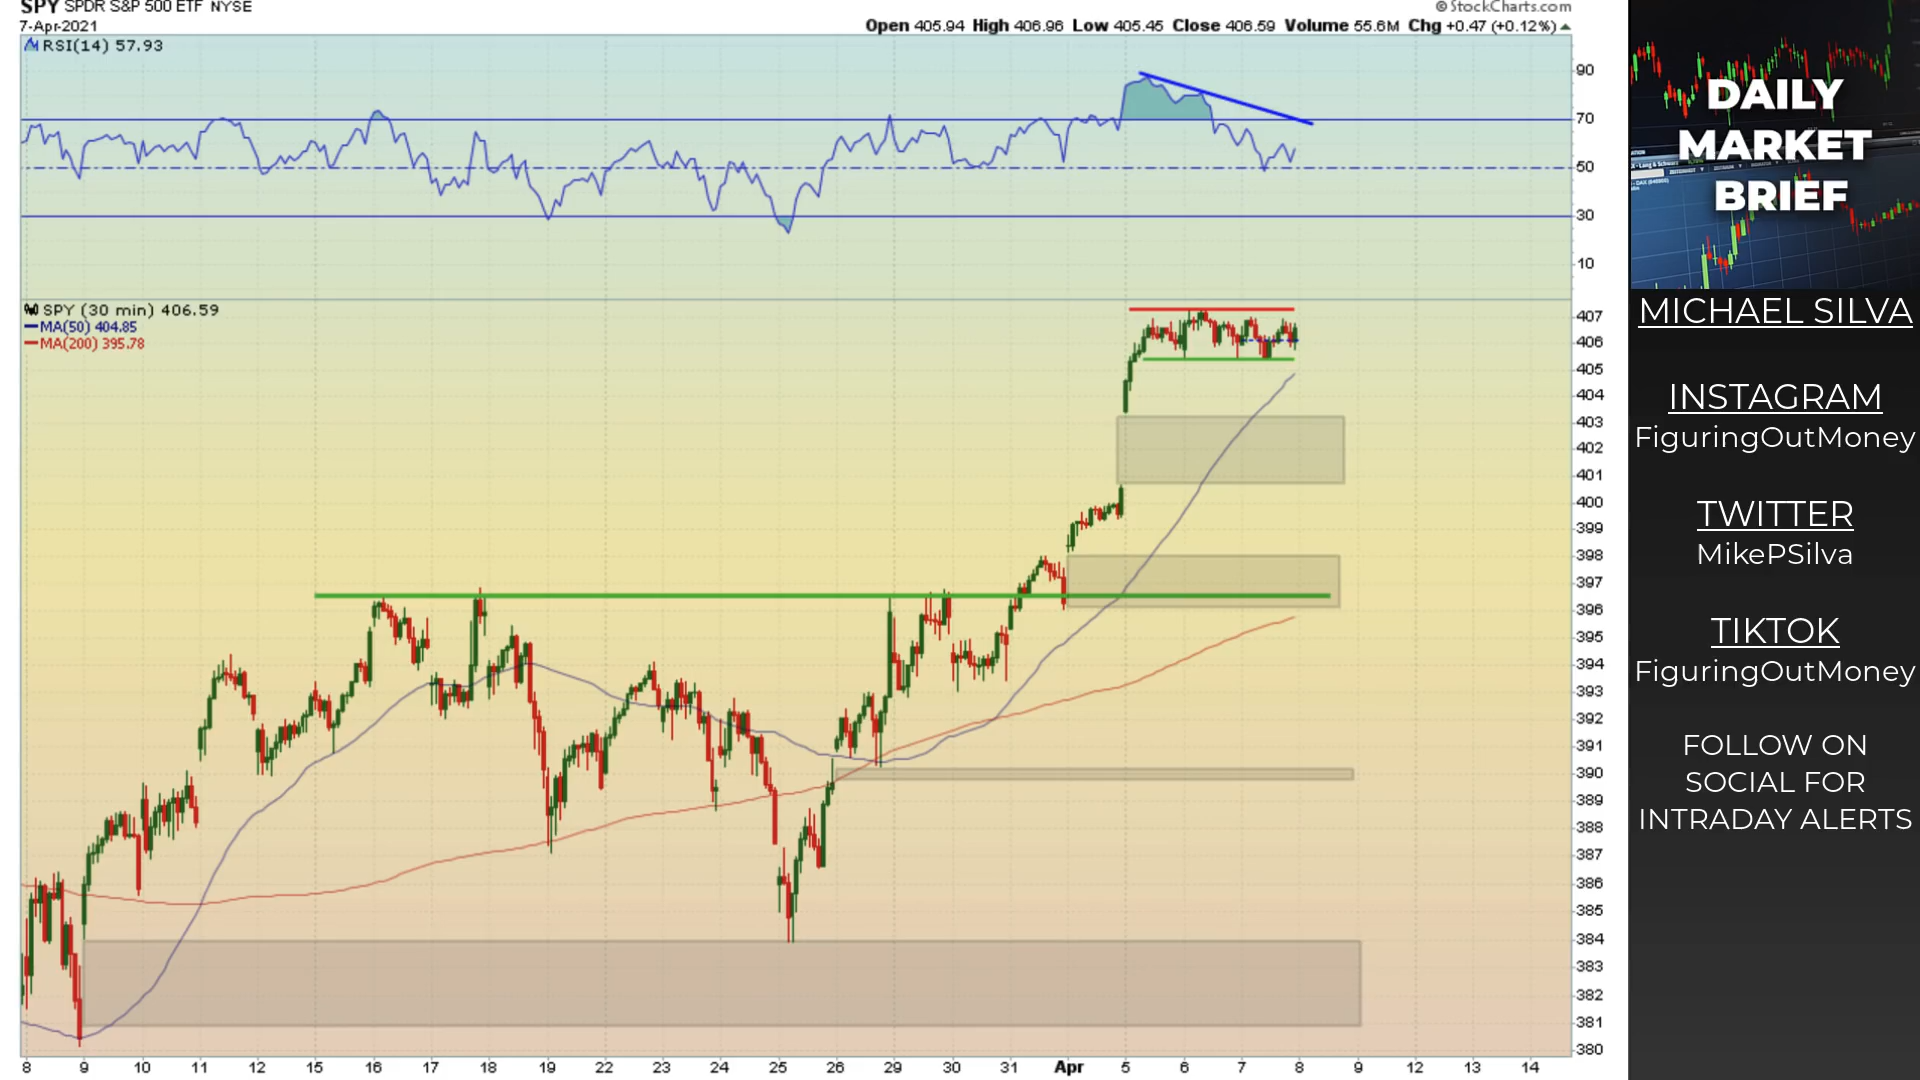 SPY SPDR S&P 500 ETF NYSE
© StockCharts.com
7-Apr-2021
Open 405.94 High 406.96 Low 405.45 Close 406.59 Volume 55.6M Chg +0.47 (+0.12%)
RSI(14) 57.93
90
70
50
30
10
SPY (30 min) 406.59
MA(50) 404.85
MA(200) 395.78
407
406
405
404
403
402
401
400
399
398
397
396
395
394
393
392
391
390
389
388
387
386
385
384
383
382
381
380
8 9 10 11 12 15 16 17 18 19 22 23 24 25 26 29 30 31 Apr 5 6 7 8 9 12 13 14
DAILY
MARKET
BRIEF
MICHAEL SILVA
INSTAGRAM
FiguringOutMoney
TWITTER
MikePSilva
TIKTOK
FiguringOutMoney
FOLLOW ON
SOCIAL FOR
INTRADAY ALERTS